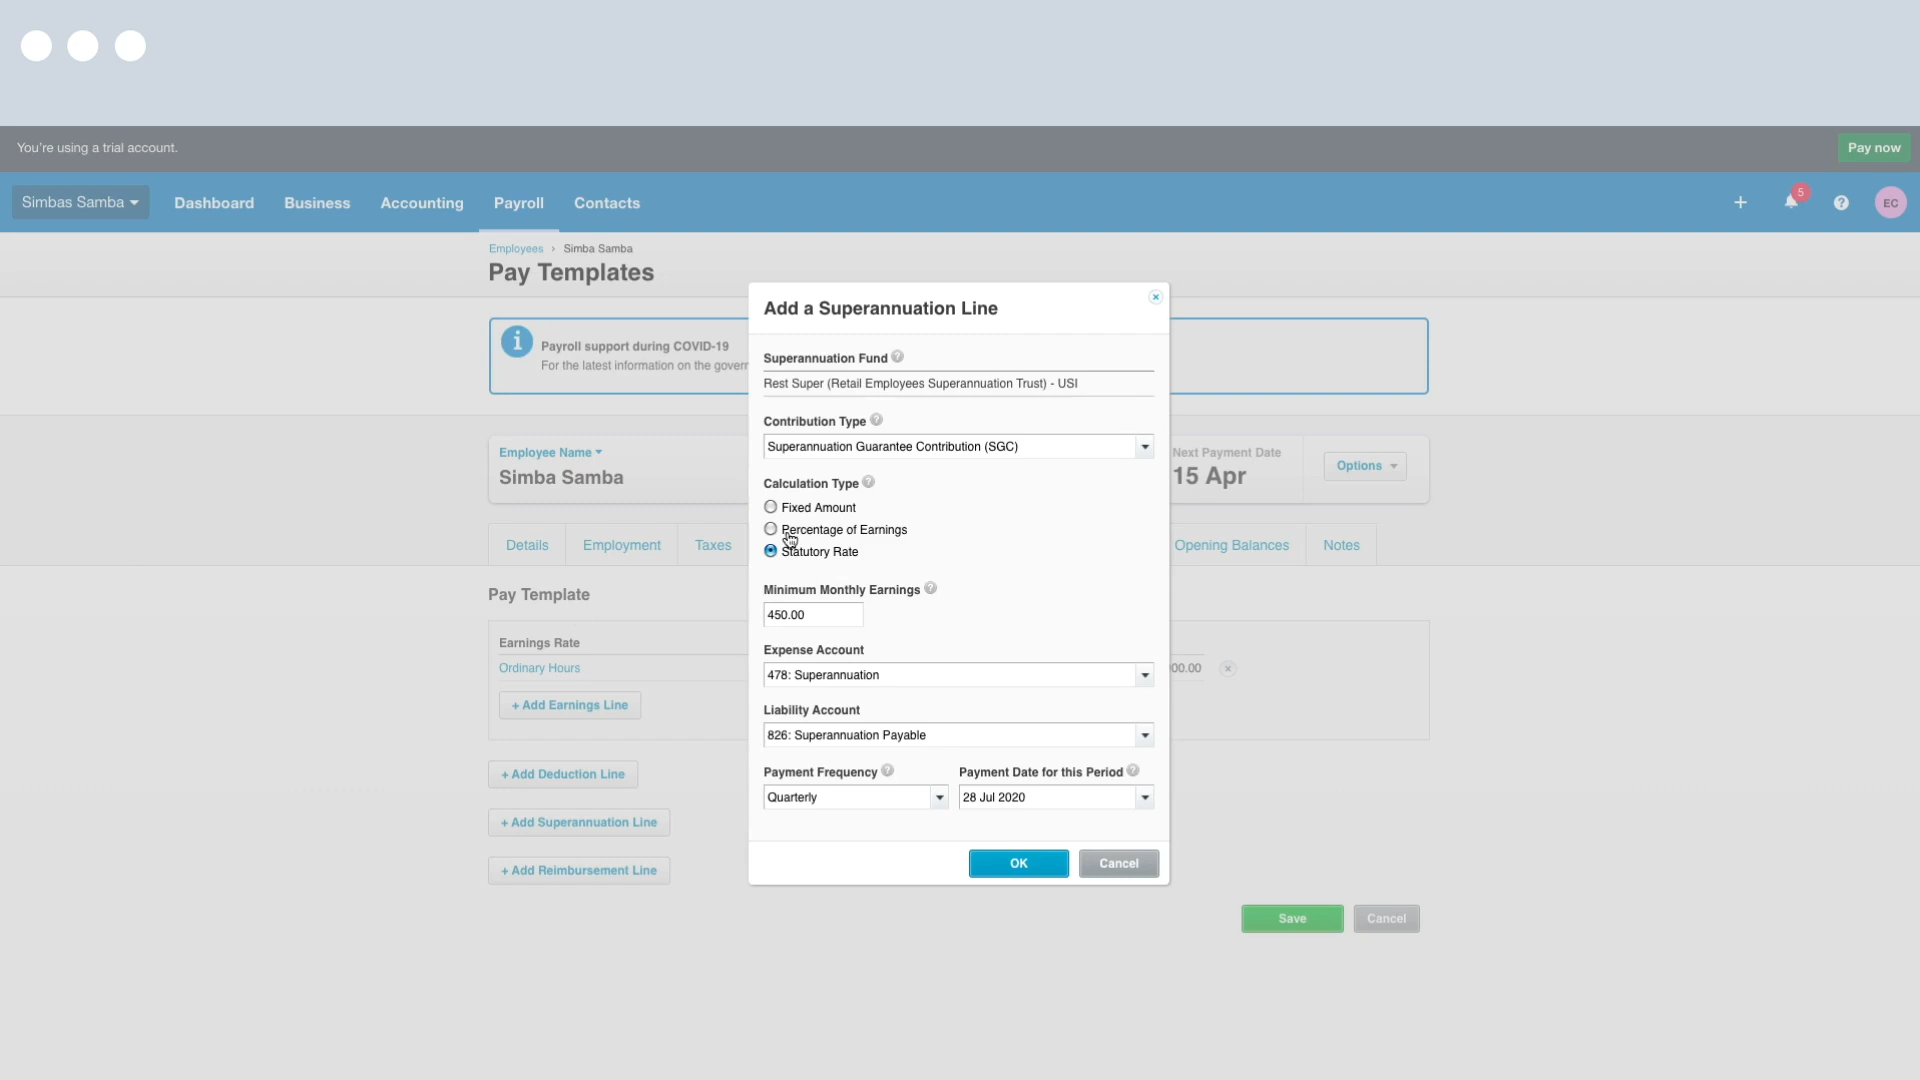 You're using a trial account.
Pay now
Simbas Samba
Dashboard
Business
Accounting
Payroll
Contacts
5
EC
Employees › Simba Samba
Pay Templates
Payroll support during COVID-19
For the latest information on the govern
Employee Name
Simba Samba
Next Payment Date
15 Apr
Options
Details
Employment
Taxes
Opening Balances
Notes
Pay Template
Earnings Rate
Ordinary Hours
00.00
+ Add Earnings Line
+ Add Deduction Line
+ Add Superannuation Line
+ Add Reimbursement Line
Save
Cancel
Add a Superannuation Line
Superannuation Fund
Rest Super (Retail Employees Superannuation Trust) - USI
Contribution Type
Superannuation Guarantee Contribution (SGC)
Calculation Type
Fixed Amount
Percentage of Earnings
Statutory Rate
Minimum Monthly Earnings
450.00
Expense Account
478: Superannuation
Liability Account
826: Superannuation Payable
Payment Frequency
Quarterly
Payment Date for this Period
28 Jul 2020
OK
Cancel